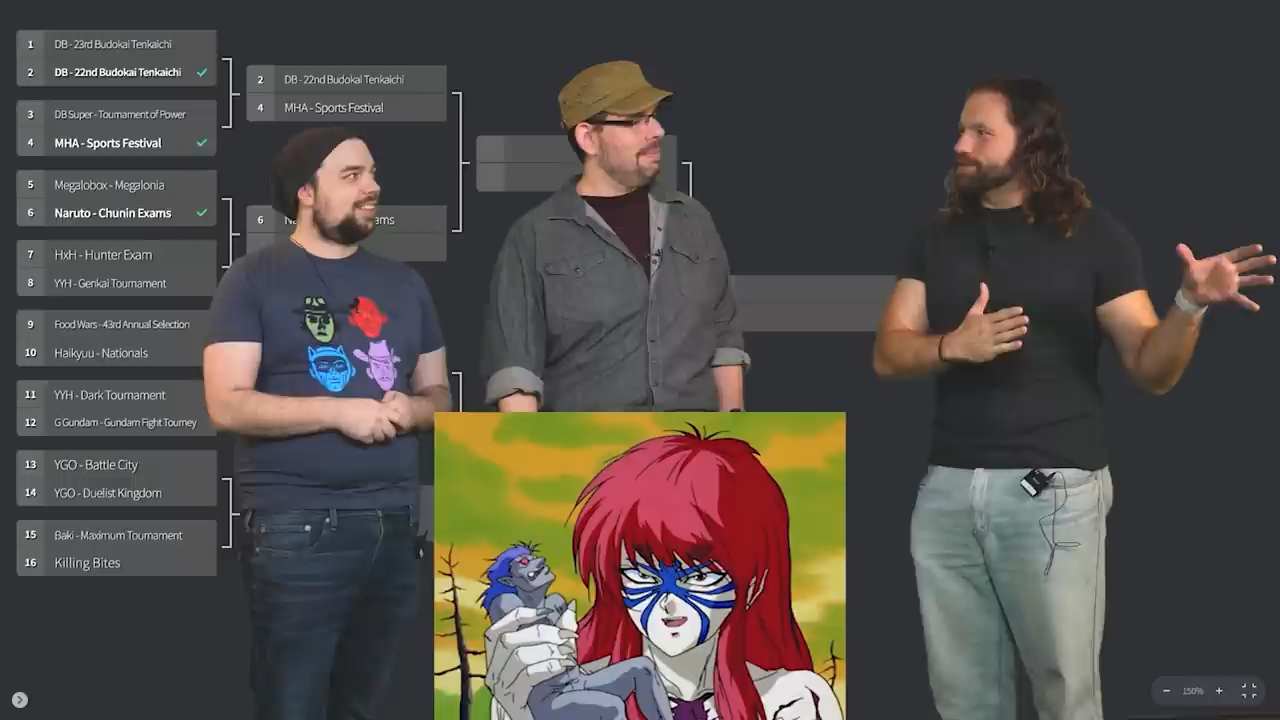 1 DB - 23rd Budokai Tenkaichi
2 DB - 22nd Budokai Tenkaichi
3 DB Super - Tournament of Power
4 MHA - Sports Festival
5 Megalobox - Megalonia
6 Naruto - Chunin Exams
7 HxH - Hunter Exam
8 YYH - Genkai Tournament
9 Food Wars - 43rd Annual Selection
10 Haikyuu - Nationals
11 YYH - Dark Tournament
12 G Gundam - Gundam Fight Tourney
13 YGO - Battle City
14 YGO - Duelist Kingdom
15 Baki - Maximum Tournament
16 Killing Bites
2 DB - 22nd Budokai Tenkaichi
4 MHA - Sports Festival
6
150%